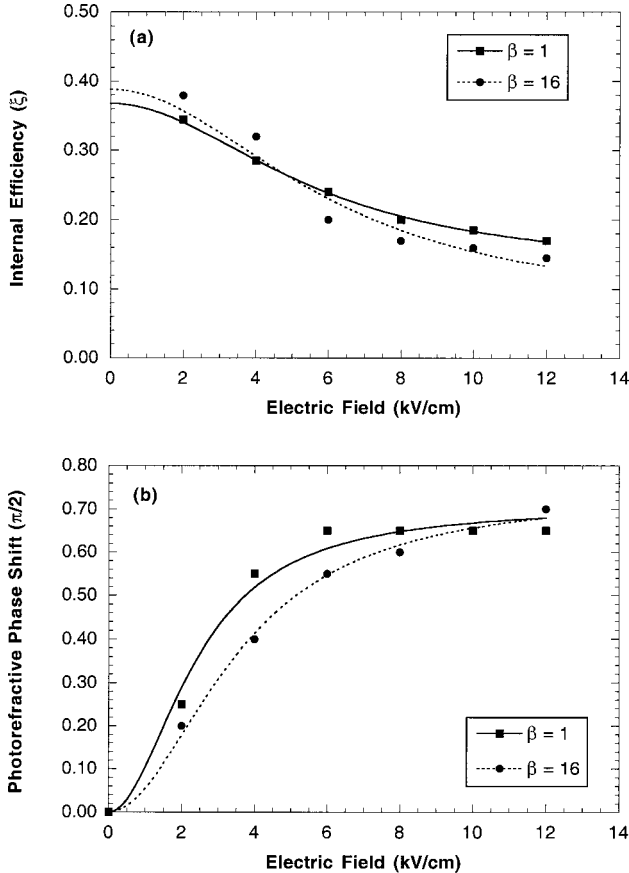 0.50
(a)
β = 1
β = 16
0.40
0.30
0.20
0.10
0.00
Internal Efficiency (ξ)
0 2 4 6 8 10 12 14
Electric Field (kV/cm)
0.80
(b)
0.70
0.60
0.50
0.40
0.30
0.20
0.10
0.00
Photorefractive Phase Shift (π/2)
β = 1
β = 16
0 2 4 6 8 10 12 14
Electric Field (kV/cm)